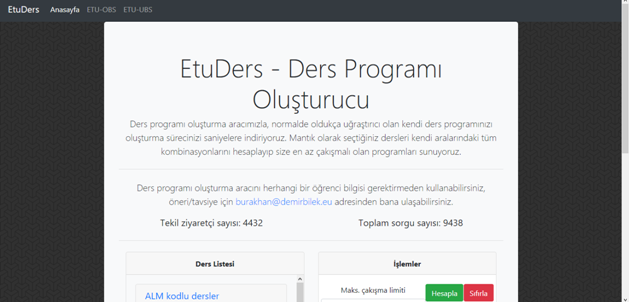 EtuDers Anasayfa ETU-OBS ETU-UBS
EtuDers - Ders Programı
Oluşturucu
Ders programı oluşturma aracımızla, normalde oldukça uğraştırıcı olan kendi ders programınızı
oluşturma sürecinizi saniyelere indiriyoruz. Mantık olarak seçtiğiniz dersleri kendi aralarındaki tüm
kombinasyonlarını hesaplayıp size en az çakışmalı olan programları sunuyoruz.
Ders programı oluşturma aracını herhangi bir öğrenci bilgisi gerektirmeden kullanabilirsiniz,
öneri/tavsiye için burakhan@demirbilek.eu adresinden bana ulaşabilirsiniz.
Tekil ziyaretçi sayısı: 4432 Toplam sorgu sayısı: 9438
Ders Listesi İşlemler
Maks. çakışma limiti Hesapla Sıfırla
ALM kodlu dersler